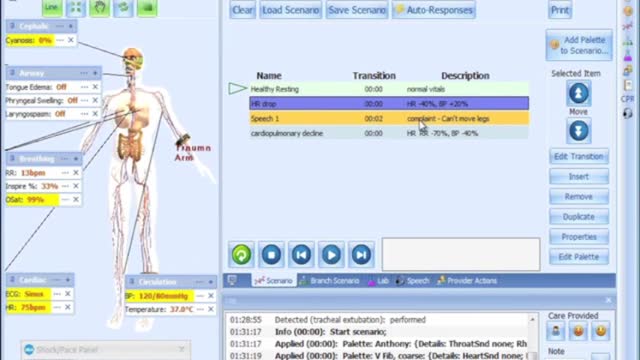 Line
Clear
Load Scenario
Save Scenario
Auto-Responses
Print
Cephalic
Cyanosis: 0%
Airway
Tongue Edema: Off
Phryngeal Swelling: Off
Laryngospasm: Off
Trauma
Arm
Breathing
RR: 13bpm
Inspire %: 33%
OSat: 99%
Cardiac
ECG: Sinus
HR: 75bpm
Circulation
BP: 120/80mmHg
Temperature: 37.0°C
Shock/Pace Panel
Name Transition Description
Healthy Resting 00:00 normal vitals
HR drop 00:00 HR -40%, BP +20%
Speech 1 00:02 complaint - Can't move legs
cardiopulmonary decline 00:00 HR RR -70%, BP -40%
Add Palette
to Scenario...
Selected Item
Move
Edit Transition
Insert
Remove
Duplicate
Properties
Edit Palette
CPR
Scenario
Branch Scenario
Lab
Speech
Provider Actions
01:28:55 Detected (tracheal extubation): performed
01:31:17 Info (00:00): Start scenario;
01:31:17 Applied (00:00): Palette: Anthony: {Details: ThroatSnd none; Rh
01:31:19 Applied (00:00): Palette: V Fib, coarse: {Details: HeartSnd none;
Care Provided
Note